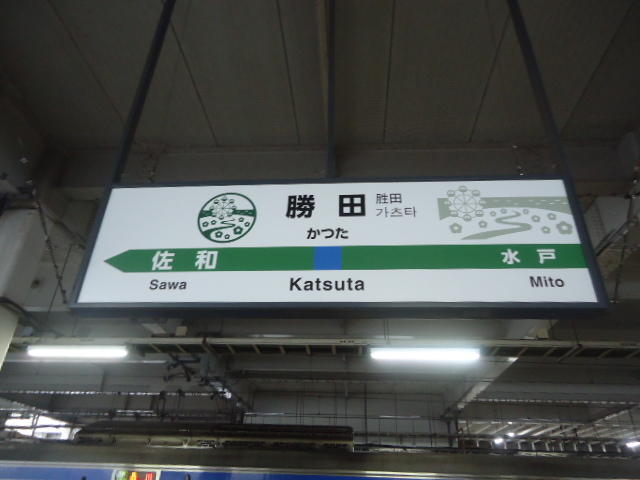 勝田
胜田
가츠타
かつた
佐和
水戸
Sawa
Katsuta
Mito